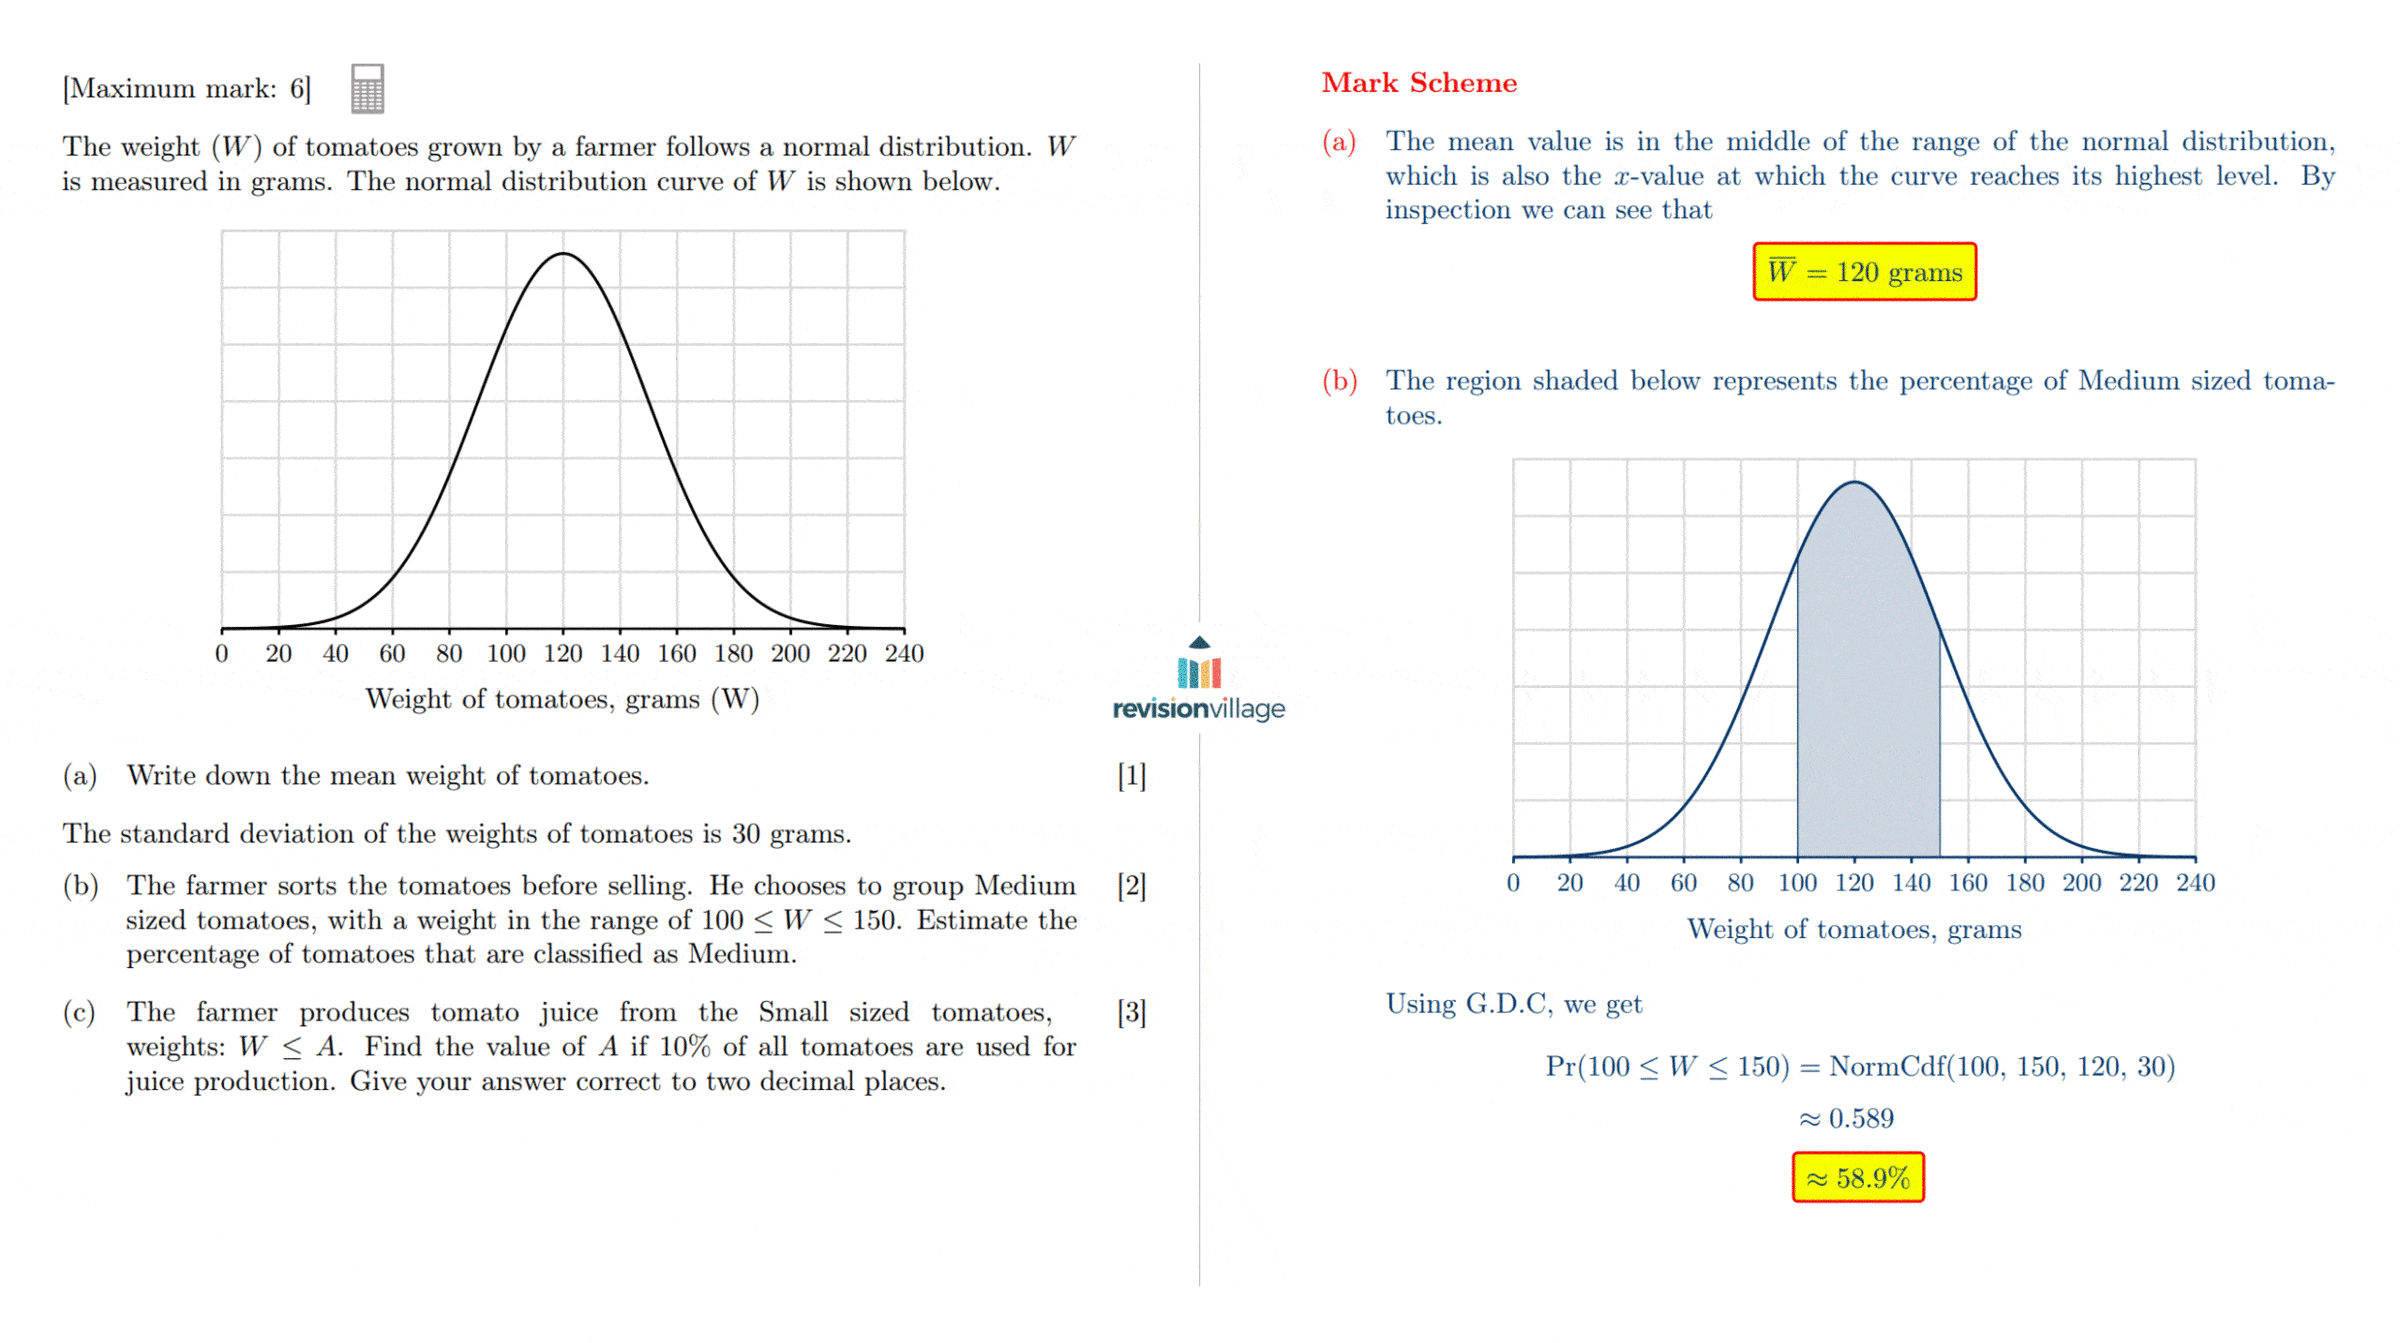 [Maximum mark: 6]
The weight (W) of tomatoes grown by a farmer follows a normal distribution. W
is measured in grams. The normal distribution curve of W is shown below.
0 20 40 60 80 100 120 140 160 180 200 220 240
Weight of tomatoes, grams (W)
(a) Write down the mean weight of tomatoes. [1]
The standard deviation of the weights of tomatoes is 30 grams.
(b) The farmer sorts the tomatoes before selling. He chooses to group Medium [2]
sized tomatoes, with a weight in the range of 100 ≤ W ≤ 150. Estimate the
percentage of tomatoes that are classified as Medium.
(c) The farmer produces tomato juice from the Small sized tomatoes, [3]
weights: W ≤ A. Find the value of A if 10% of all tomatoes are used for
juice production. Give your answer correct to two decimal places.
revisionvillage
Mark Scheme
(a) The mean value is in the middle of the range of the normal distribution,
which is also the x-value at which the curve reaches its highest level. By
inspection we can see that
W̅ = 120 grams
(b) The region shaded below represents the percentage of Medium sized toma-
toes.
0 20 40 60 80 100 120 140 160 180 200 220 240
Weight of tomatoes, grams
Using G.D.C, we get
Pr(100 ≤ W ≤ 150) = NormCdf(100, 150, 120, 30)
≈ 0.589
≈ 58.9%